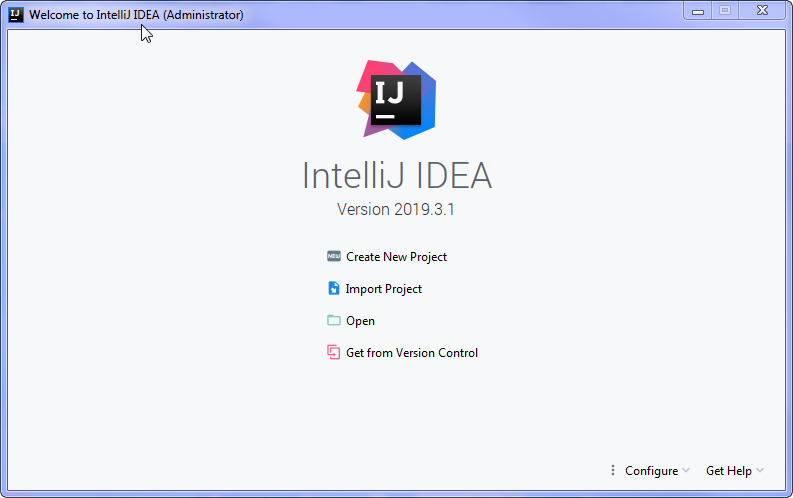 Welcome to IntelliJ IDEA (Administrator)
IJ
IntelliJ IDEA
Version 2019.3.1
NEW Create New Project
Import Project
Open
Get from Version Control
Configure Get Help